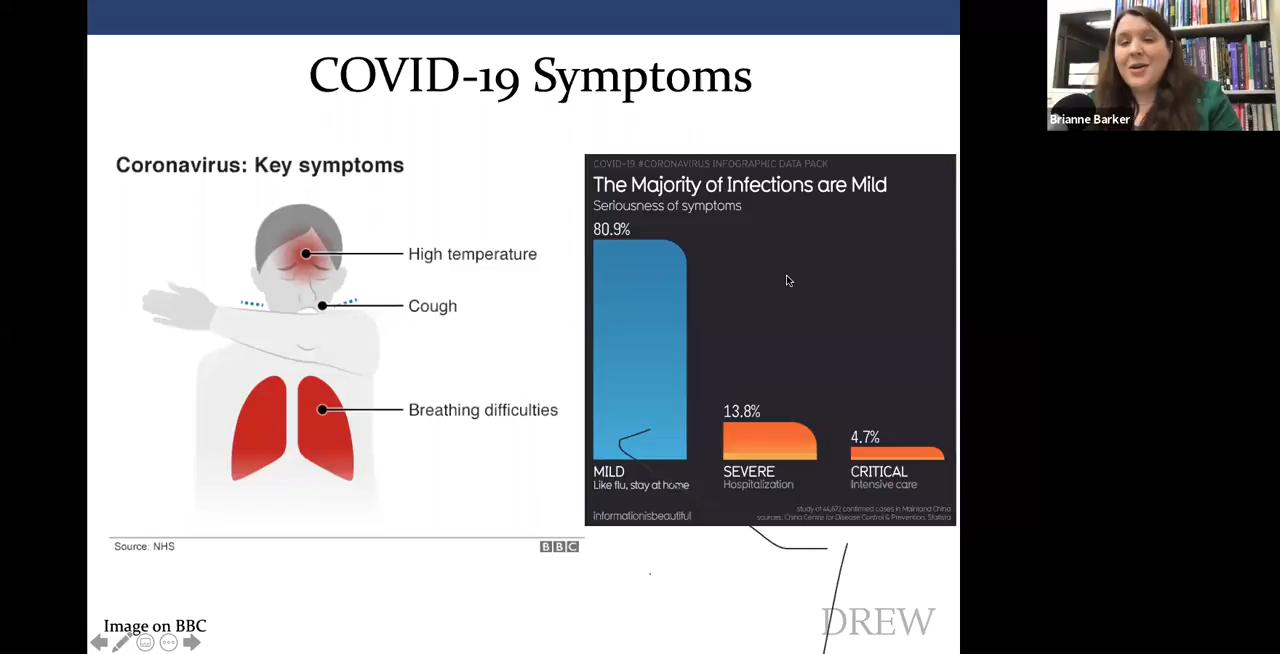 COVID-19 Symptoms
Brianne Barker
Coronavirus: Key symptoms
High temperature
Cough
Breathing difficulties
Source: NHS
BBC
COVID-19 #CORONAVIRUS INFOGRAPHIC DATA PACK
The Majority of Infections are Mild
Seriousness of symptoms
80.9%
13.8%
4.7%
MILD
Like flu, stay at home
SEVERE
Hospitalization
CRITICAL
Intensive care
informationisbeautiful
study of 44,672 confirmed cases in Mainland China
sources: China Centre for Disease Control & Prevention, Statista
Image on BBC
DREW